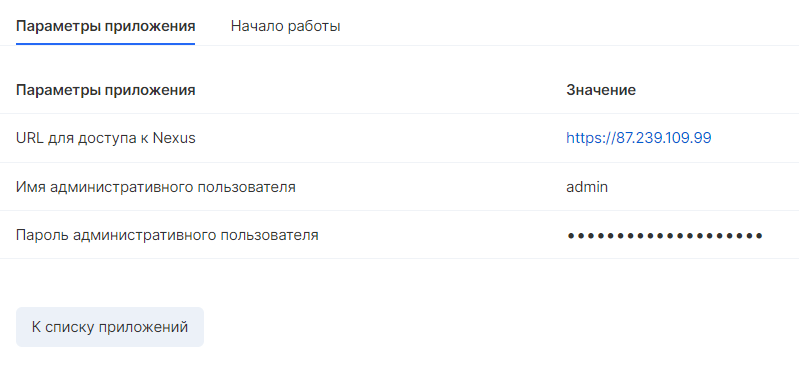 Параметры приложения Начало работы
Параметры приложения Значение
URL для доступа к Nexus https://87.239.109.99
Имя административного пользователя admin
Пароль административного пользователя ••••••••••••••••••••
К списку приложений